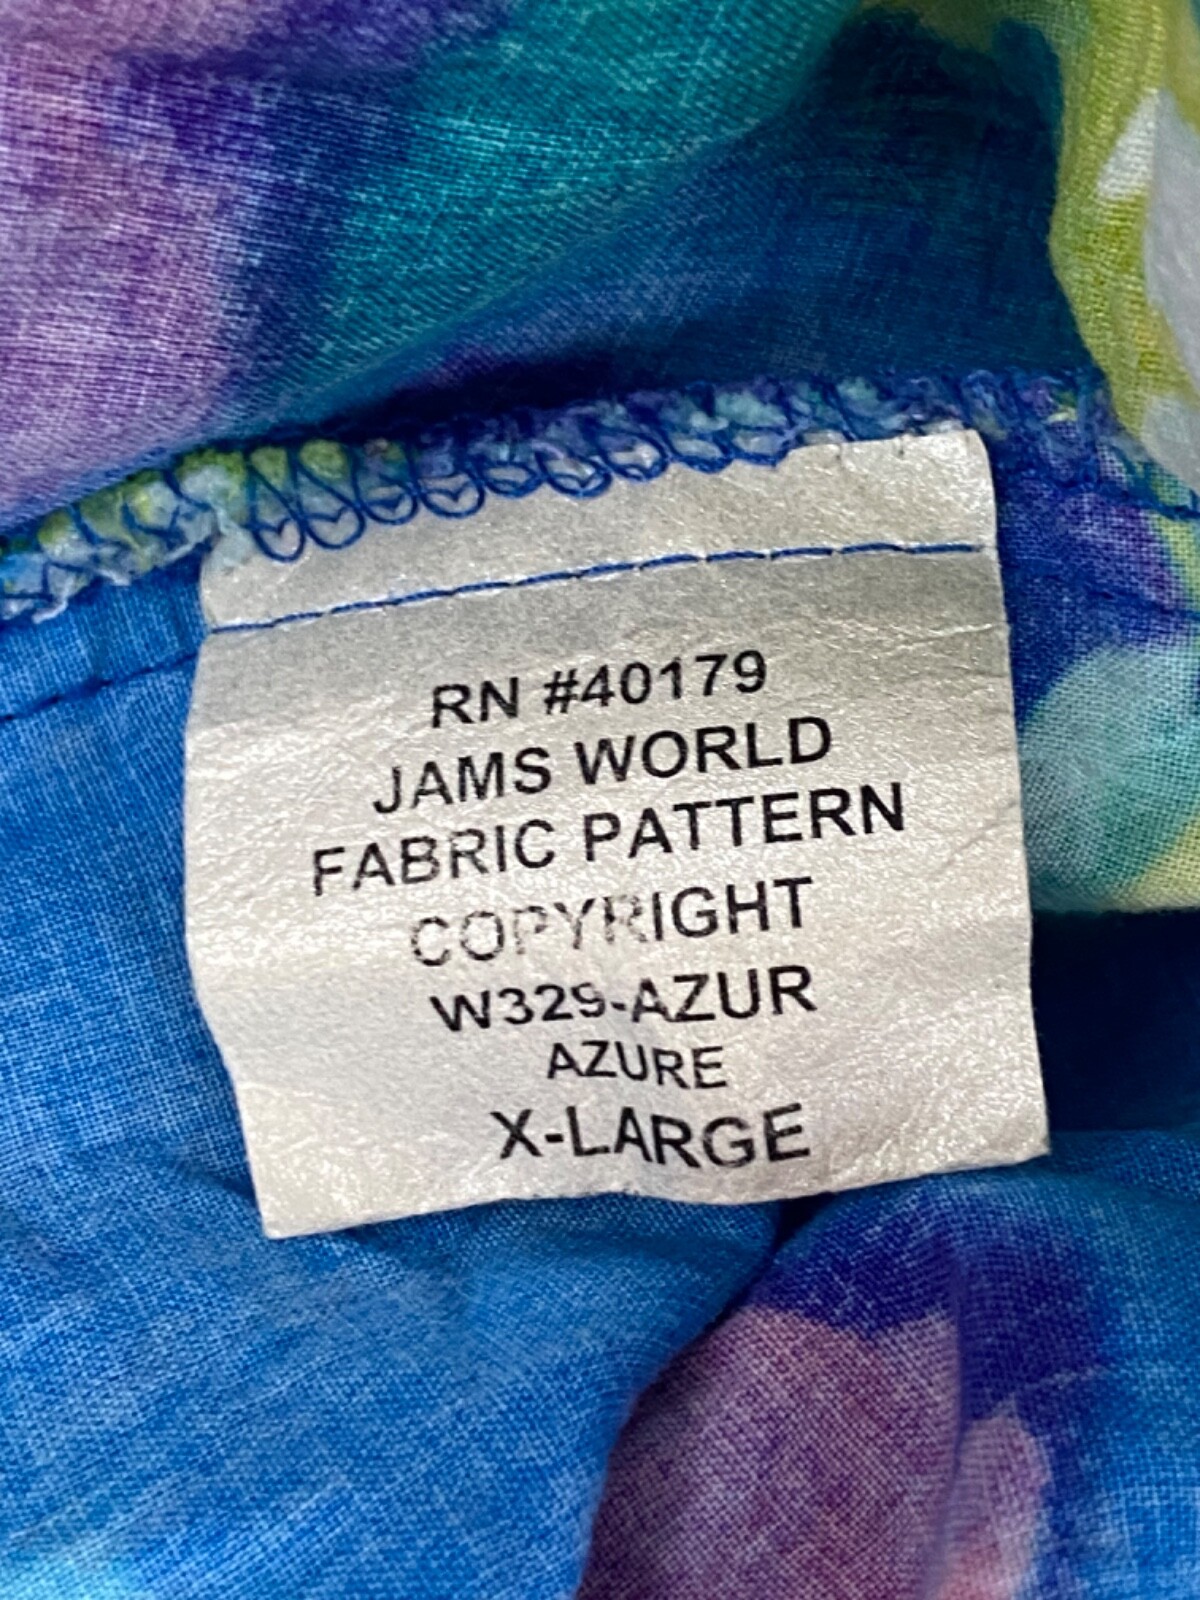 RN #40179
JAMS WORLD
FABRIC PATTERN
COPYRIGHT
W329-AZUR
AZURE
X-LARGE